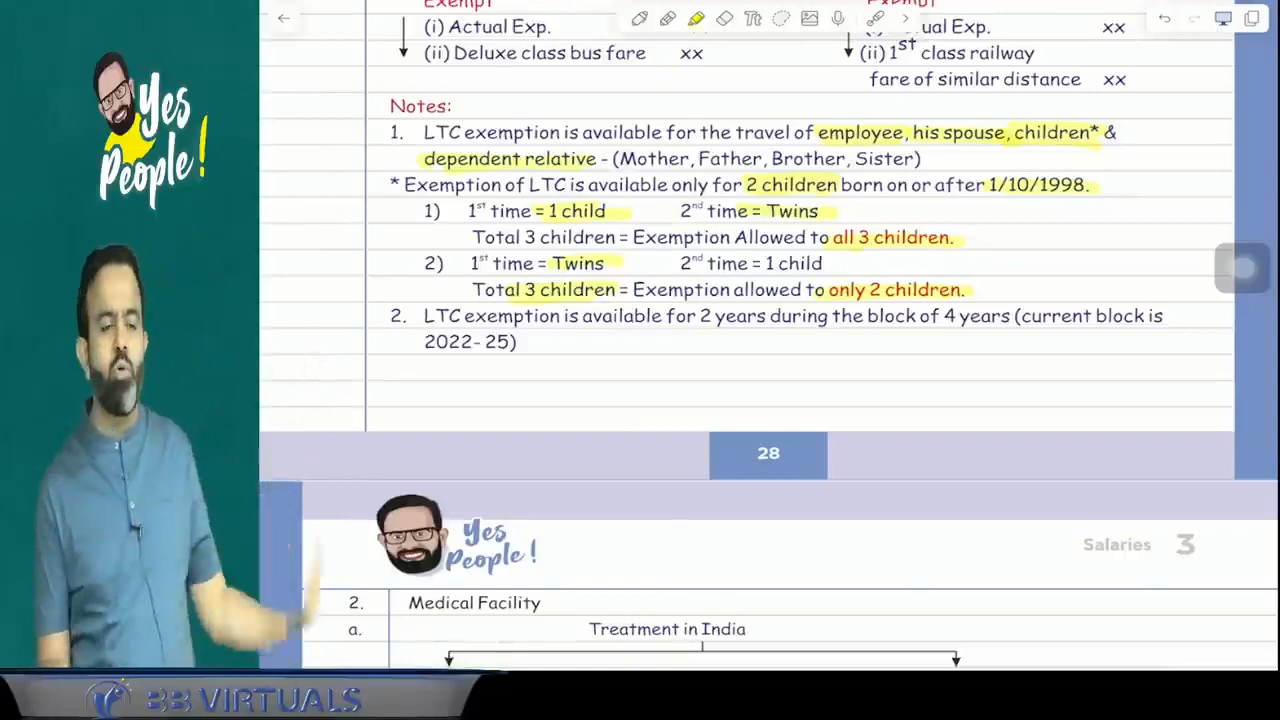 Yes
People!
Exempt
(i) Actual Exp.
(ii) Deluxe class bus fare xx
ual Exp. xx
(ii) 1st class railway
fare of similar distance xx
Notes:
1. LTC exemption is available for the travel of employee, his spouse, children* &
dependent relative - (Mother, Father, Brother, Sister)
* Exemption of LTC is available only for 2 children born on or after 1/10/1998.
1) 1st time = 1 child 2nd time = Twins
Total 3 children = Exemption Allowed to all 3 children.
2) 1st time = Twins 2nd time = 1 child
Total 3 children = Exemption allowed to only 2 children.
2. LTC exemption is available for 2 years during the block of 4 years (current block is
2022- 25)
28
Yes
People!
Salaries 3
2. Medical Facility
a. Treatment in India
BB VIRTUALS